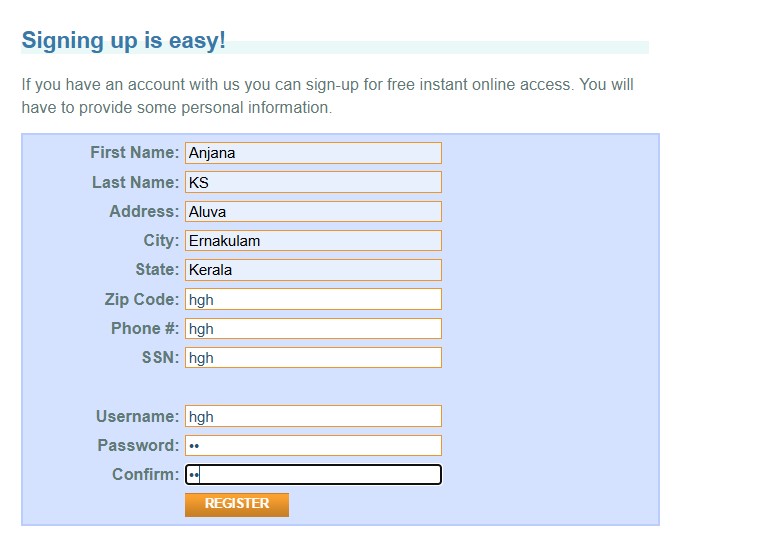 Signing up is easy!
If you have an account with us you can sign-up for free instant online access. You will
have to provide some personal information.
First Name: Anjana
Last Name: KS
Address: Aluva
City: Ernakulam
State: Kerala
Zip Code: hgh
Phone #: hgh
SSN: hgh
Username: hgh
Password: ••
Confirm: ••
REGISTER